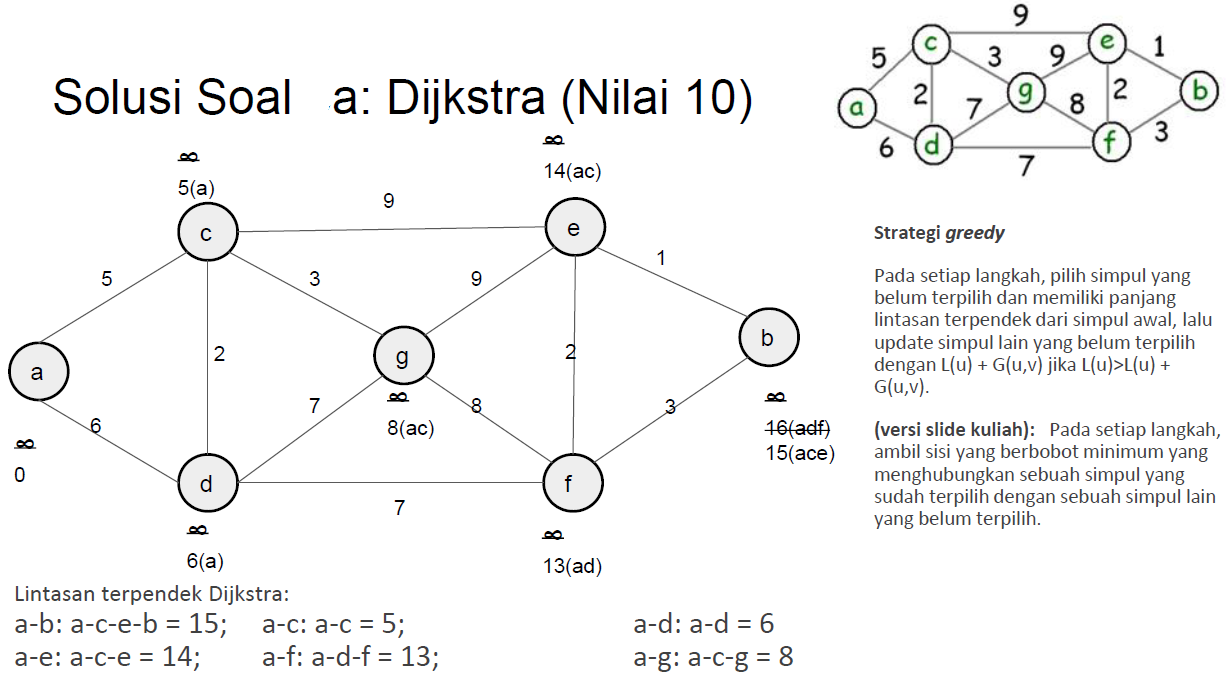 Solusi Soal a: Dijkstra (Nilai 10)
9
5
c
3
9
e
1
a
2
7
g
8
2
b
6
d
7
f
3
∞
5(a)
∞
14(ac)
9
c
e
5
3
9
1
2
g
2
b
a
∞
8(ac)
7
8
3
∞
16(adf)
15(ace)
6
∞
0
d
7
f
∞
6(a)
∞
13(ad)
Strategi greedy
Pada setiap langkah, pilih simpul yang
belum terpilih dan memiliki panjang
lintasan terpendek dari simpul awal, lalu
update simpul lain yang belum terpilih
dengan L(u) + G(u,v) jika L(u)>L(u) +
G(u,v).
(versi slide kuliah): Pada setiap langkah,
ambil sisi yang berbobot minimum yang
menghubungkan sebuah simpul yang
sudah terpilih dengan sebuah simpul lain
yang belum terpilih.
Lintasan terpendek Dijkstra:
a-b: a-c-e-b = 15; a-c: a-c = 5; a-d: a-d = 6
a-e: a-c-e = 14; a-f: a-d-f = 13; a-g: a-c-g = 8